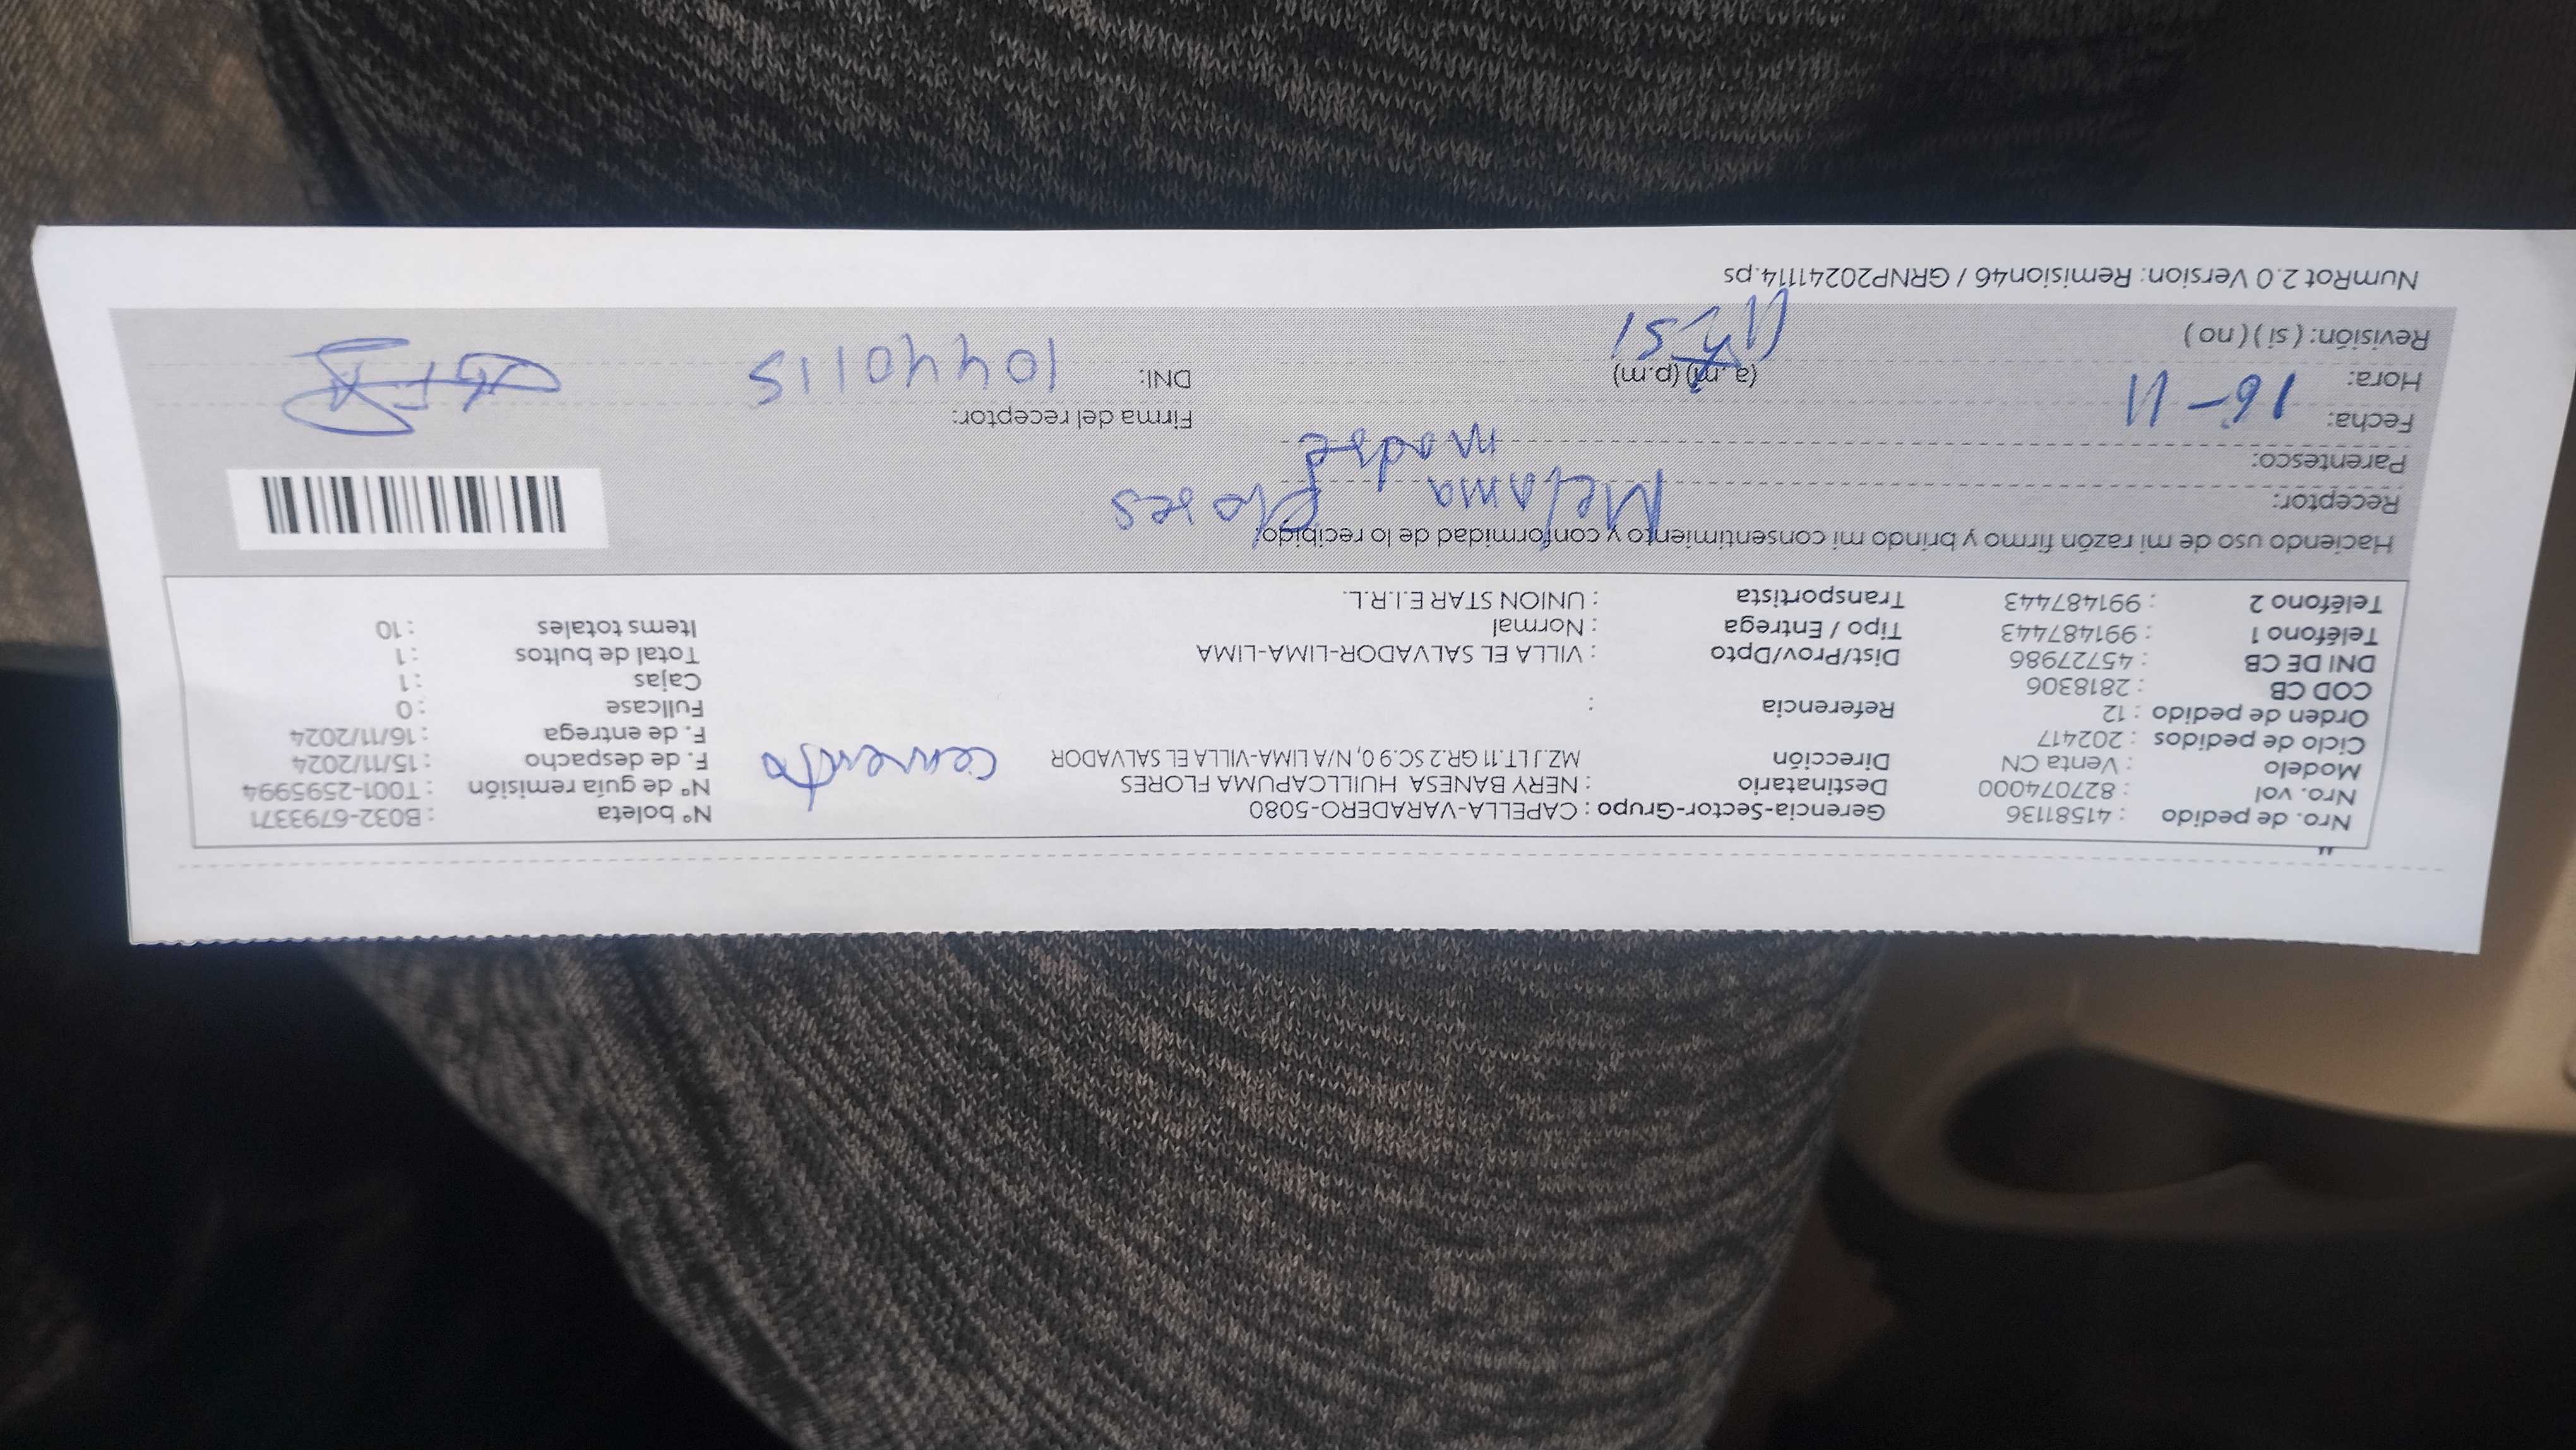 Nro. de pedido : 41581136 Gerencia-Sector-Grupo : CAPELLA-VARADERO-5080 N° boleta : B032-6793371
Nro. vol : 827074000 Destinatario : NERY BANESA HUILLCAPUMA FLORES N° de guía remisión : T001-2595994
Modelo : Venta CN Dirección MZ.J LT.11 GR.2 SC.9 0, N/A LIMA-VILLA EL SALVADOR F. de despacho : 15/11/2024
Ciclo de pedidos : 202417 F. de entrega : 16/11/2024
Orden de pedido : 12 Referencia : Fullcase : 0
COD CB : 2818306 Cajas : 1
DNI DE CB : 45727986 Dist/Prov/Dpto : VILLA EL SALVADOR-LIMA-LIMA Total de bultos : 1
Teléfono 1 : 991487443 Tipo / Entrega : Normal Items totales : 10
Teléfono 2 : 991487443 Transportista : UNION STAR E.I.R.L.
Haciendo uso de mi razón firmo y brindo mi consentimiento y conformidad de lo recibido:
Receptor: Flores
Parentesco: madre
Fecha: 16-11 Firma del receptor:
Hora: (a.m) (p.m) DNI: 10440115
Revisión: ( si ) ( no )
NumRot 2.0 Version: Remision46 / GRNP20241114.ps